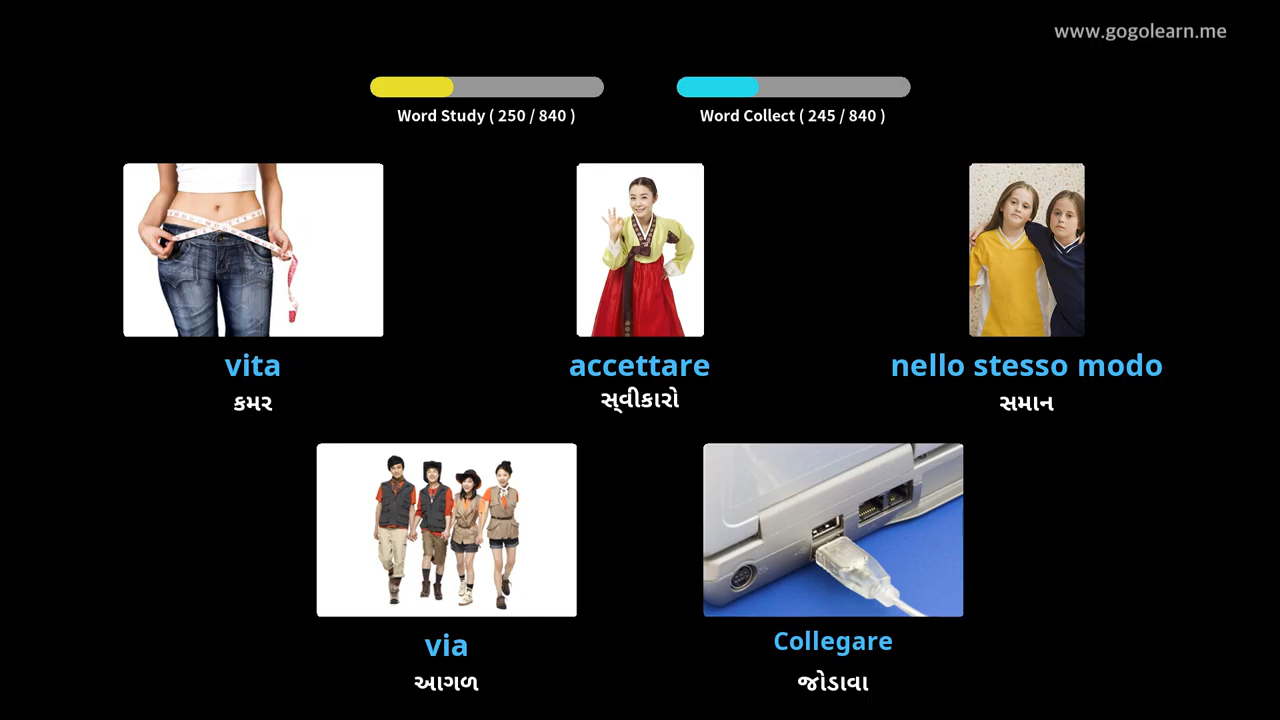 www.gogolearn.me
Word Study ( 250 / 840 )
Word Collect ( 245 / 840 )
vita
કમર
accettare
સ્વીકારો
nello stesso modo
સમાન
via
આગળ
Collegare
જોડાવા